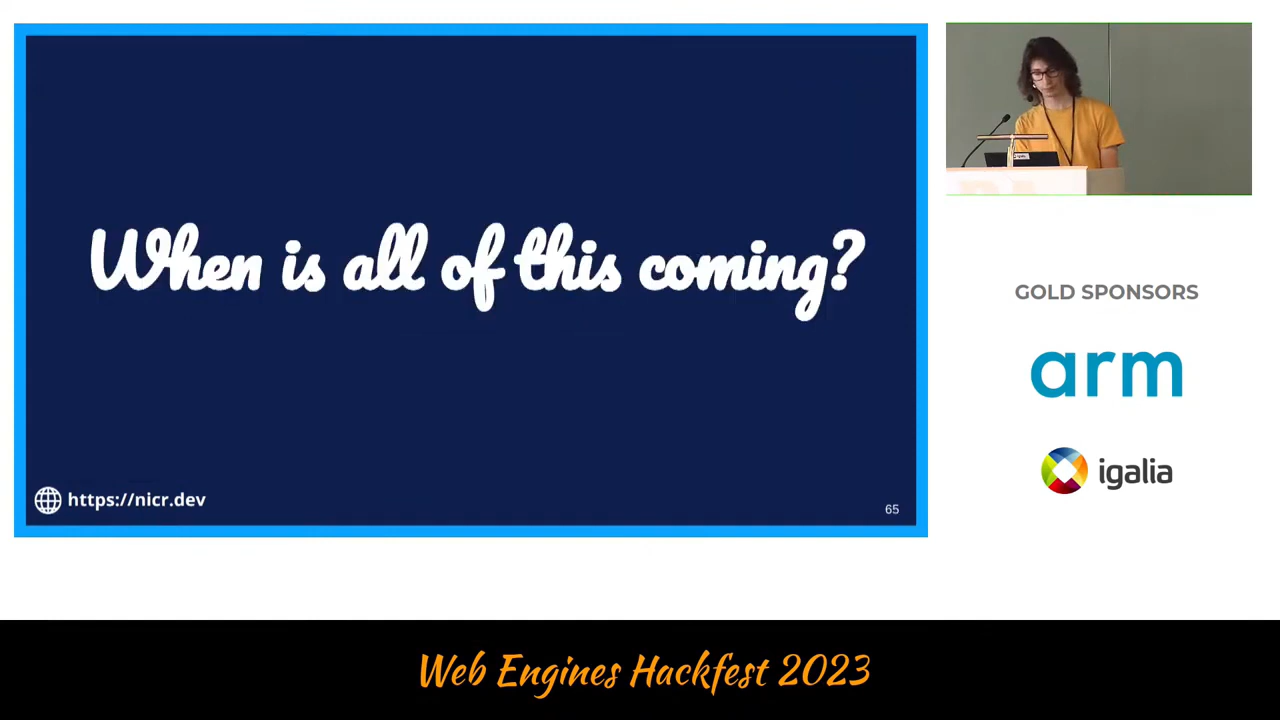 When is all of this coming?
https://nicr.dev
65
GOLD SPONSORS
arm
igalia
Web Engines Hackfest 2023